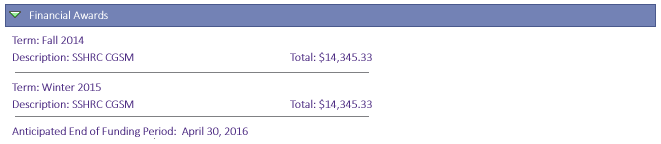 Financial Awards
Term: Fall 2014
Description: SSHRC CGSM Total: $14,345.33
Term: Winter 2015
Description: SSHRC CGSM Total: $14,345.33
Anticipated End of Funding Period: April 30, 2016